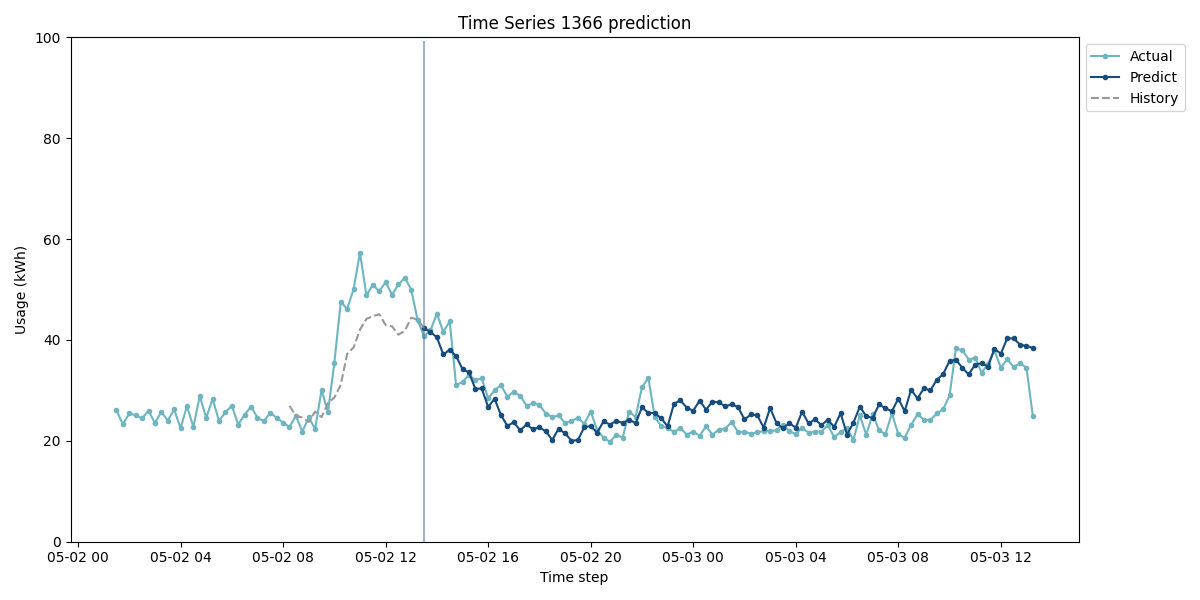 Time Series 1366 prediction
100
80
60
40
20
0
Usage (kWh)
05-02 00 05-02 04 05-02 08 05-02 12 05-02 16 05-02 20 05-03 00 05-03 04 05-03 08 05-03 12
Time step
Actual
Predict
History